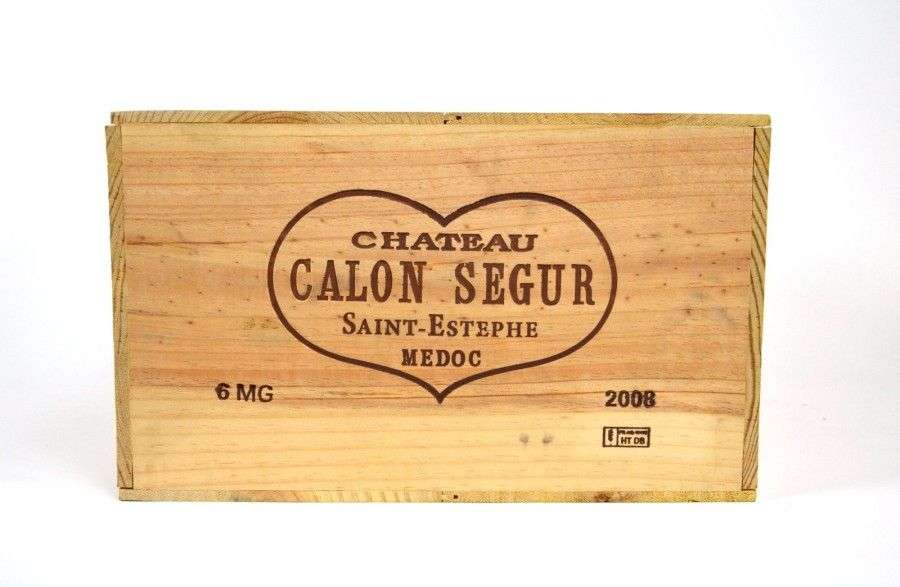 CHATEAU
CALON SEGUR
SAINT-ESTEPHE
MEDOC
6 MG
2008
HT DB